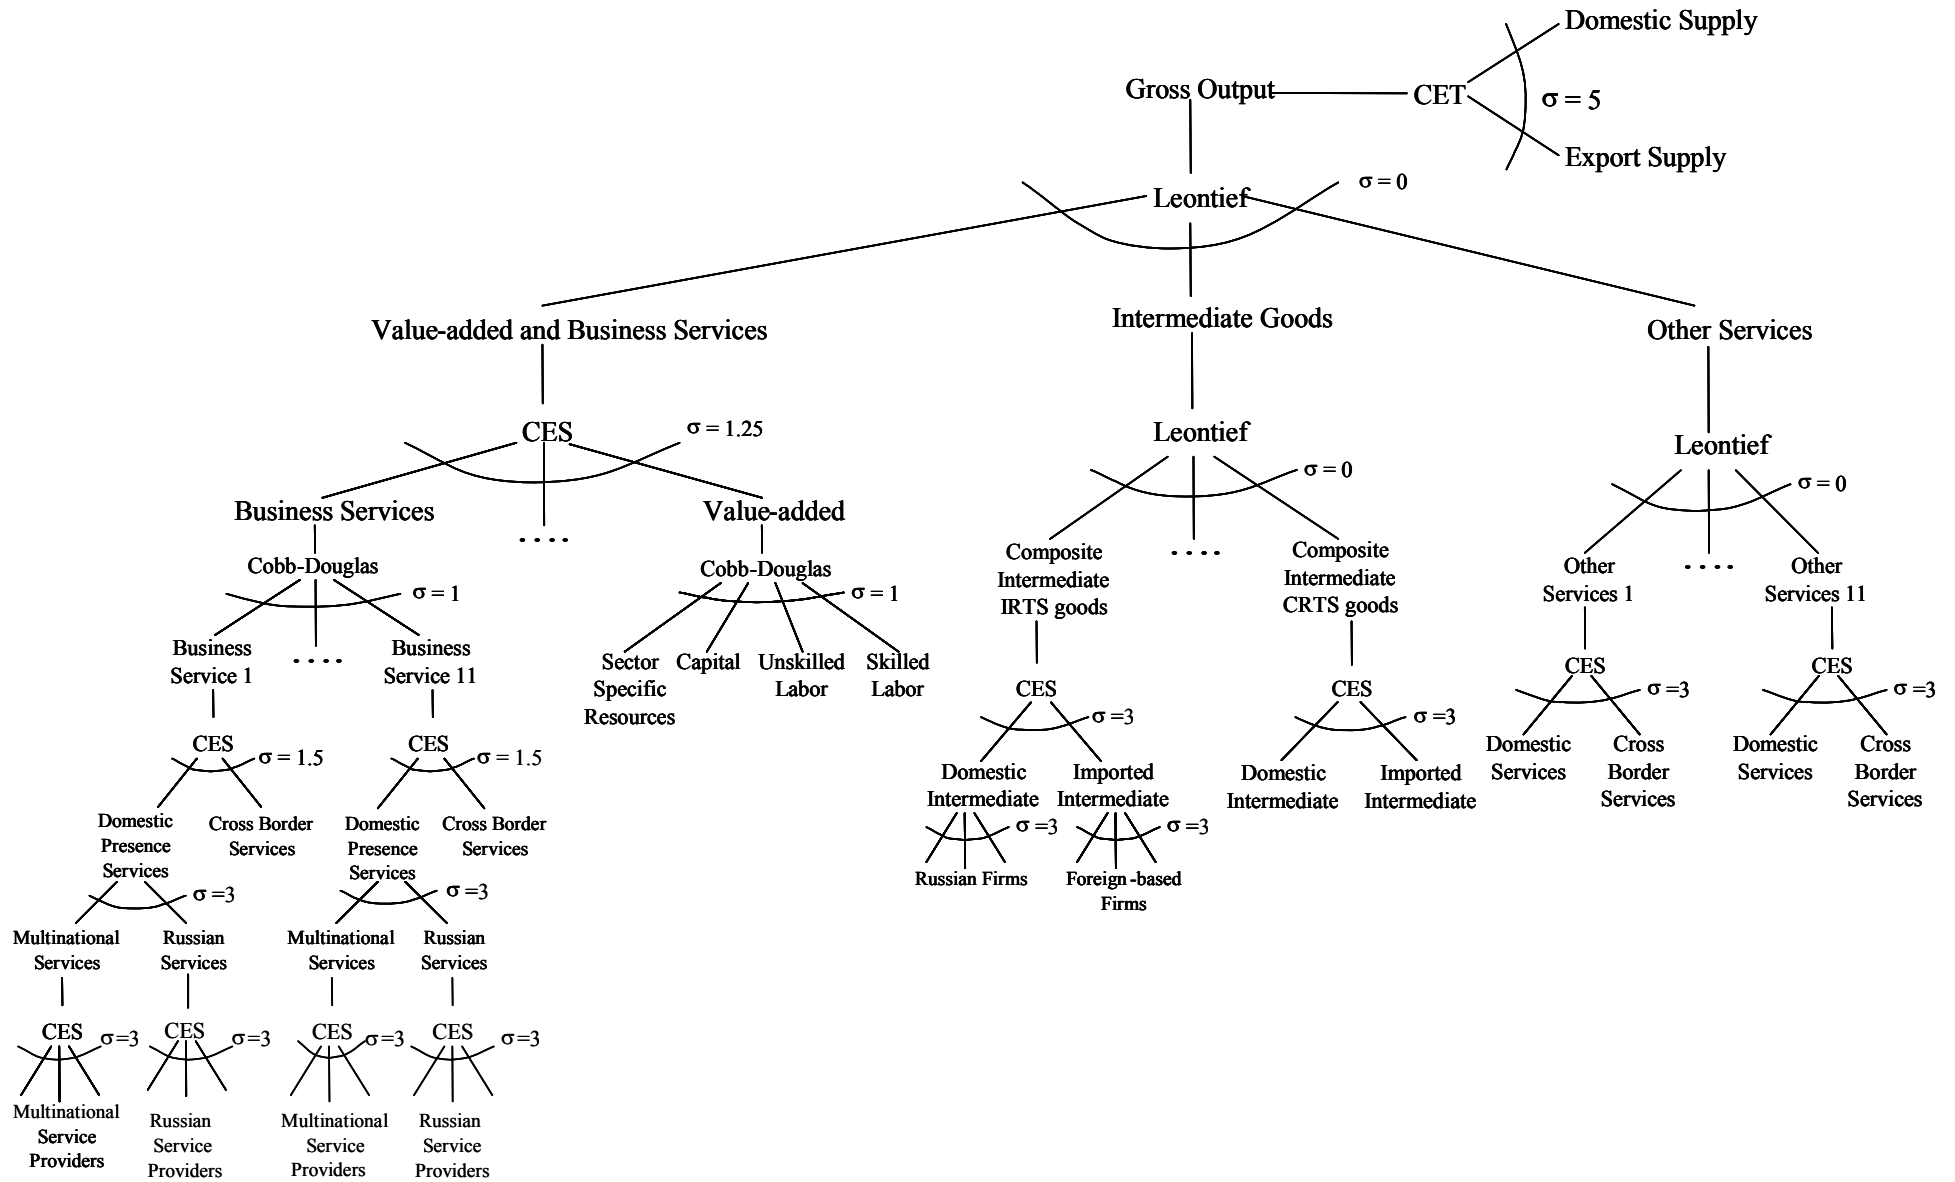 Domestic Supply
Gross Output
CET
σ = 5
Export Supply
Leontief
σ = 0
Value-added and Business Services
Intermediate Goods
Other Services
CES
σ = 1.25
Leontief
σ = 0
Leontief
σ = 0
Business Services
. . . .
Value-added
Cobb-Douglas
σ = 1
Cobb-Douglas
σ = 1
Composite
Intermediate
IRTS goods
. . . .
Composite
Intermediate
CRTS goods
Other
Services 1
. . . .
Other
Services 11
Business
Service 1
. . . .
Business
Service 11
Sector
Specific
Resources
Capital
Unskilled
Labor
Skilled
Labor
CES
σ =3
CES
σ =3
CES
σ =3
CES
σ =3
CES
σ = 1.5
CES
σ = 1.5
Domestic
Intermediate
Imported
Intermediate
Domestic
Intermediate
Imported
Intermediate
Domestic
Services
Cross
Border
Services
Domestic
Services
Cross
Border
Services
Domestic
Presence
Services
Cross Border
Services
Domestic
Presence
Services
Cross Border
Services
σ =3
σ =3
Russian Firms
Foreign -based
Firms
σ =3
σ =3
Multinational
Services
Russian
Services
Multinational
Services
Russian
Services
CES
σ=3
CES
σ=3
CES
σ=3
CES
σ=3
Multinational
Service
Providers
Russian
Service
Providers
Multinational
Service
Providers
Russian
Service
Providers